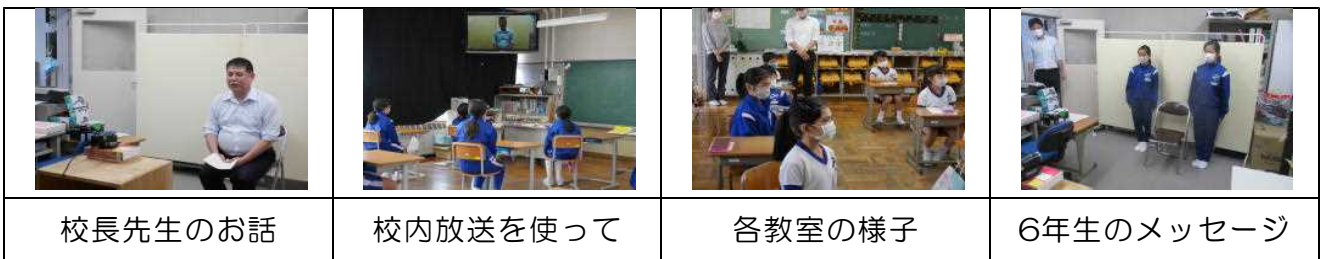 校長先生のお話
校内放送を使って
各教室の様子
6年生のメッセージ